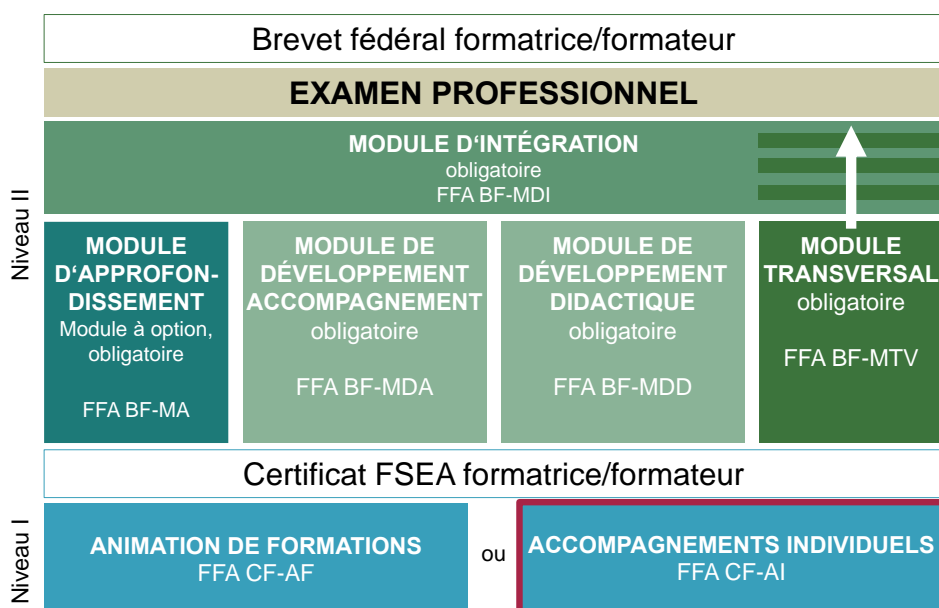 Brevet fédéral formatrice/formateur
EXAMEN PROFESSIONNEL
MODULE D‘INTÉGRATION
obligatoire
FFA BF-MDI
Niveau II
MODULE
D‘APPROFON-
DISSEMENT
Module à option,
obligatoire
FFA BF-MA
MODULE DE
DÉVELOPPEMENT
ACCOMPAGNEMENT
obligatoire
FFA BF-MDA
MODULE DE
DÉVELOPPEMENT
DIDACTIQUE
obligatoire
FFA BF-MDD
MODULE
TRANSVERSAL
obligatoire
FFA BF-MTV
Certificat FSEA formatrice/formateur
Niveau I
ANIMATION DE FORMATIONS
FFA CF-AF
ou
ACCOMPAGNEMENTS INDIVIDUELS
FFA CF-AI